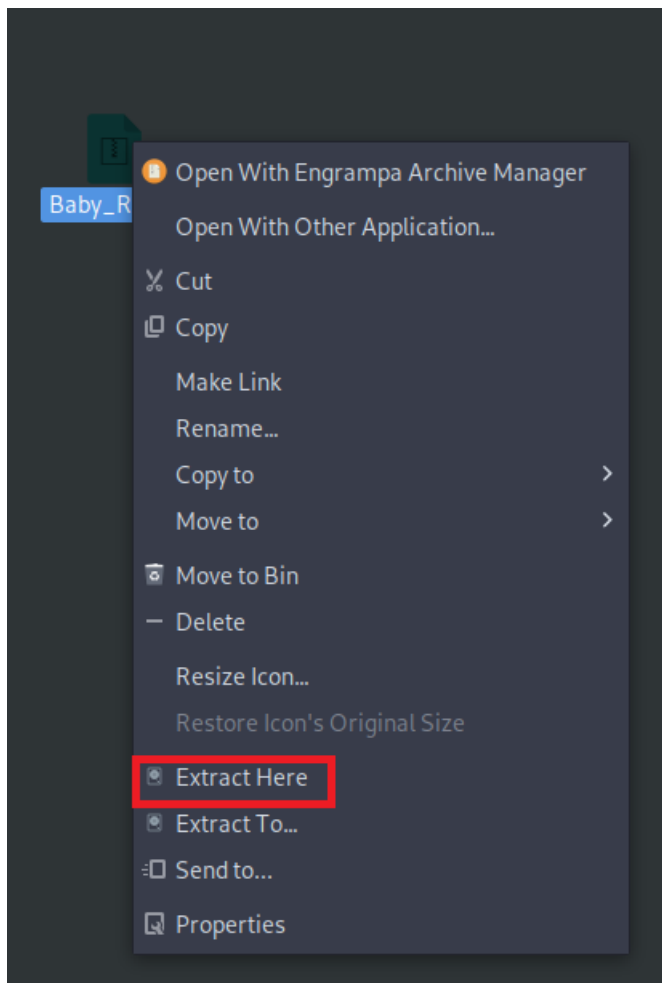 Open With Engrampa Archive Manager
Baby_R
Open With Other Application...
Cut
Copy
Make Link
Rename...
Copy to
Move to
Move to Bin
Delete
Resize Icon...
Restore Icon's Original Size
Extract Here
Extract To...
Send to...
Properties